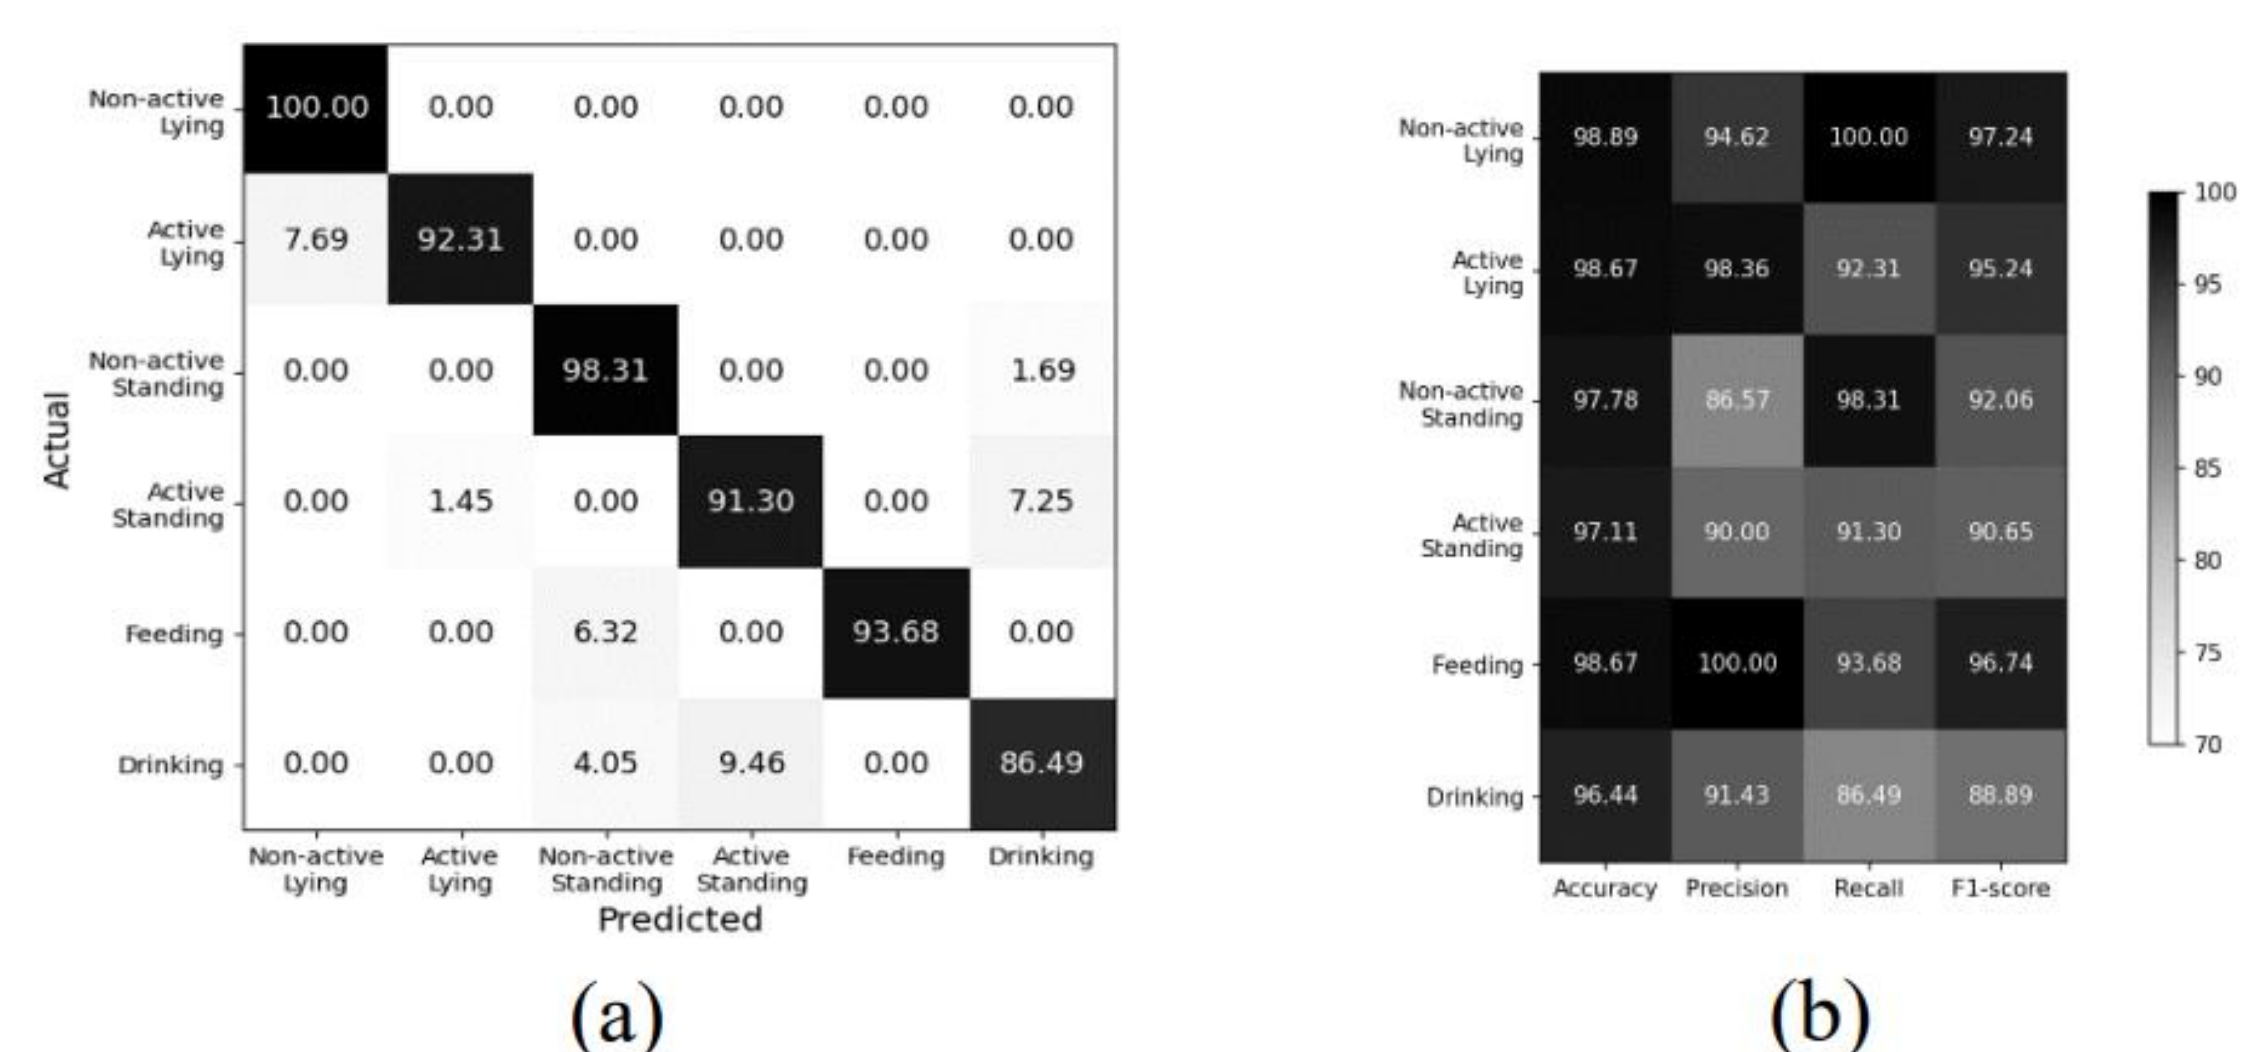 Non-active
Lying
100.00 0.00 0.00 0.00 0.00 0.00
Active
Lying
7.69 92.31 0.00 0.00 0.00 0.00
Non-active
Standing
0.00 0.00 98.31 0.00 0.00 1.69
Active
Standing
0.00 1.45 0.00 91.30 0.00 7.25
Feeding
0.00 0.00 6.32 0.00 93.68 0.00
Drinking
0.00 0.00 4.05 9.46 0.00 86.49
Actual
Non-active
Lying
Active
Lying
Non-active
Standing
Active
Standing
Feeding
Drinking
Predicted
(a)
Non-active
Lying
98.89 94.62 100.00 97.24
Active
Lying
98.67 98.36 92.31 95.24
Non-active
Standing
97.78 86.57 98.31 92.06
Active
Standing
97.11 90.00 91.30 90.65
Feeding
98.67 100.00 93.68 96.74
Drinking
96.44 91.43 86.49 88.89
Accuracy Precision Recall F1-score
100
95
90
85
80
75
70
(b)